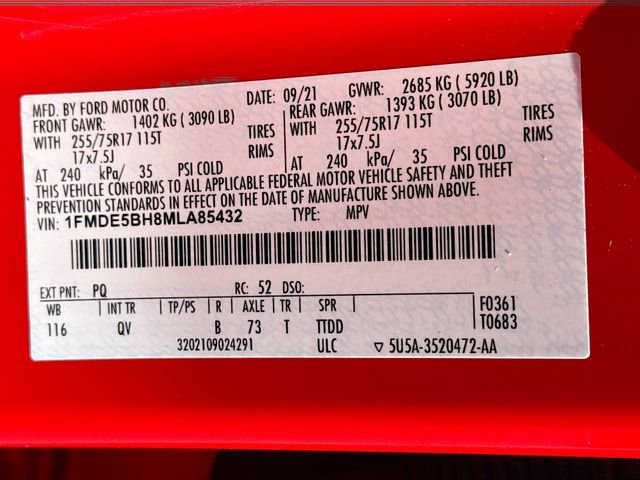 MFD. BY FORD MOTOR CO. DATE: 09/21 GVWR: 2685 KG ( 5920 LB)
FRONT GAWR: 1402 KG ( 3090 LB) REAR GAWR: 1393 KG ( 3070 LB)
WITH 255/75R17 115T TIRES WITH 255/75R17 115T TIRES
17x7.5J RIMS 17x7.5J RIMS
AT 240 kPa/ 35 PSI COLD AT 240 kPa/ 35 PSI COLD
THIS VEHICLE CONFORMS TO ALL APPLICABLE FEDERAL MOTOR VEHICLE SAFETY AND THEFT
PREVENTION STANDARDS IN EFFECT ON THE DATE OF MANUFACTURE SHOWN ABOVE.
VIN: 1FMDE5BH8MLA85432 TYPE: MPV
EXT PNT: PQ RC: 52 DSO:
WB INT TR TP/PS R AXLE TR SPR F0361
116 QV B 73 T TTDD T0683
3202109024291 ULC ▽ 5U5A-3520472-AA